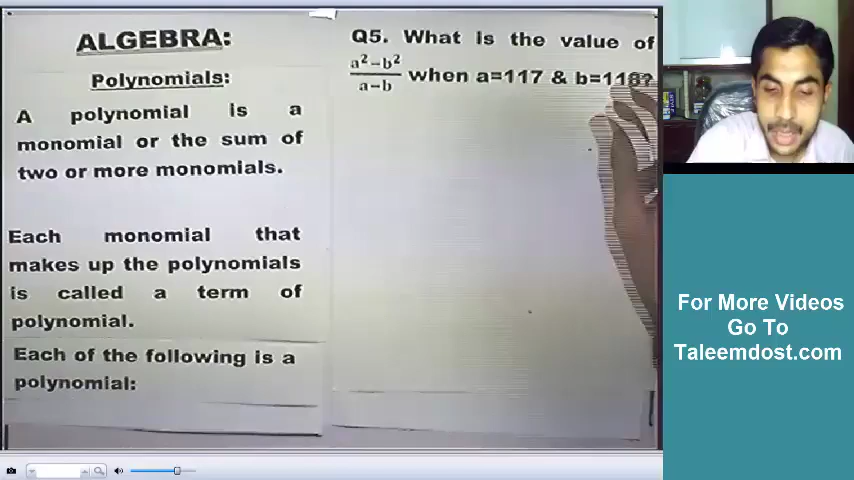 ALGEBRA:
Polynomials:
A polynomial is a
monomial or the sum of
two or more monomials.
Each monomial that
makes up the polynomials
is called a term of
polynomial.
Each of the following is a
polynomial:
Q5. What is the value of
a²–b²
a–b
when a=117 & b=118?
For More Videos
Go To
Taleemdost.com